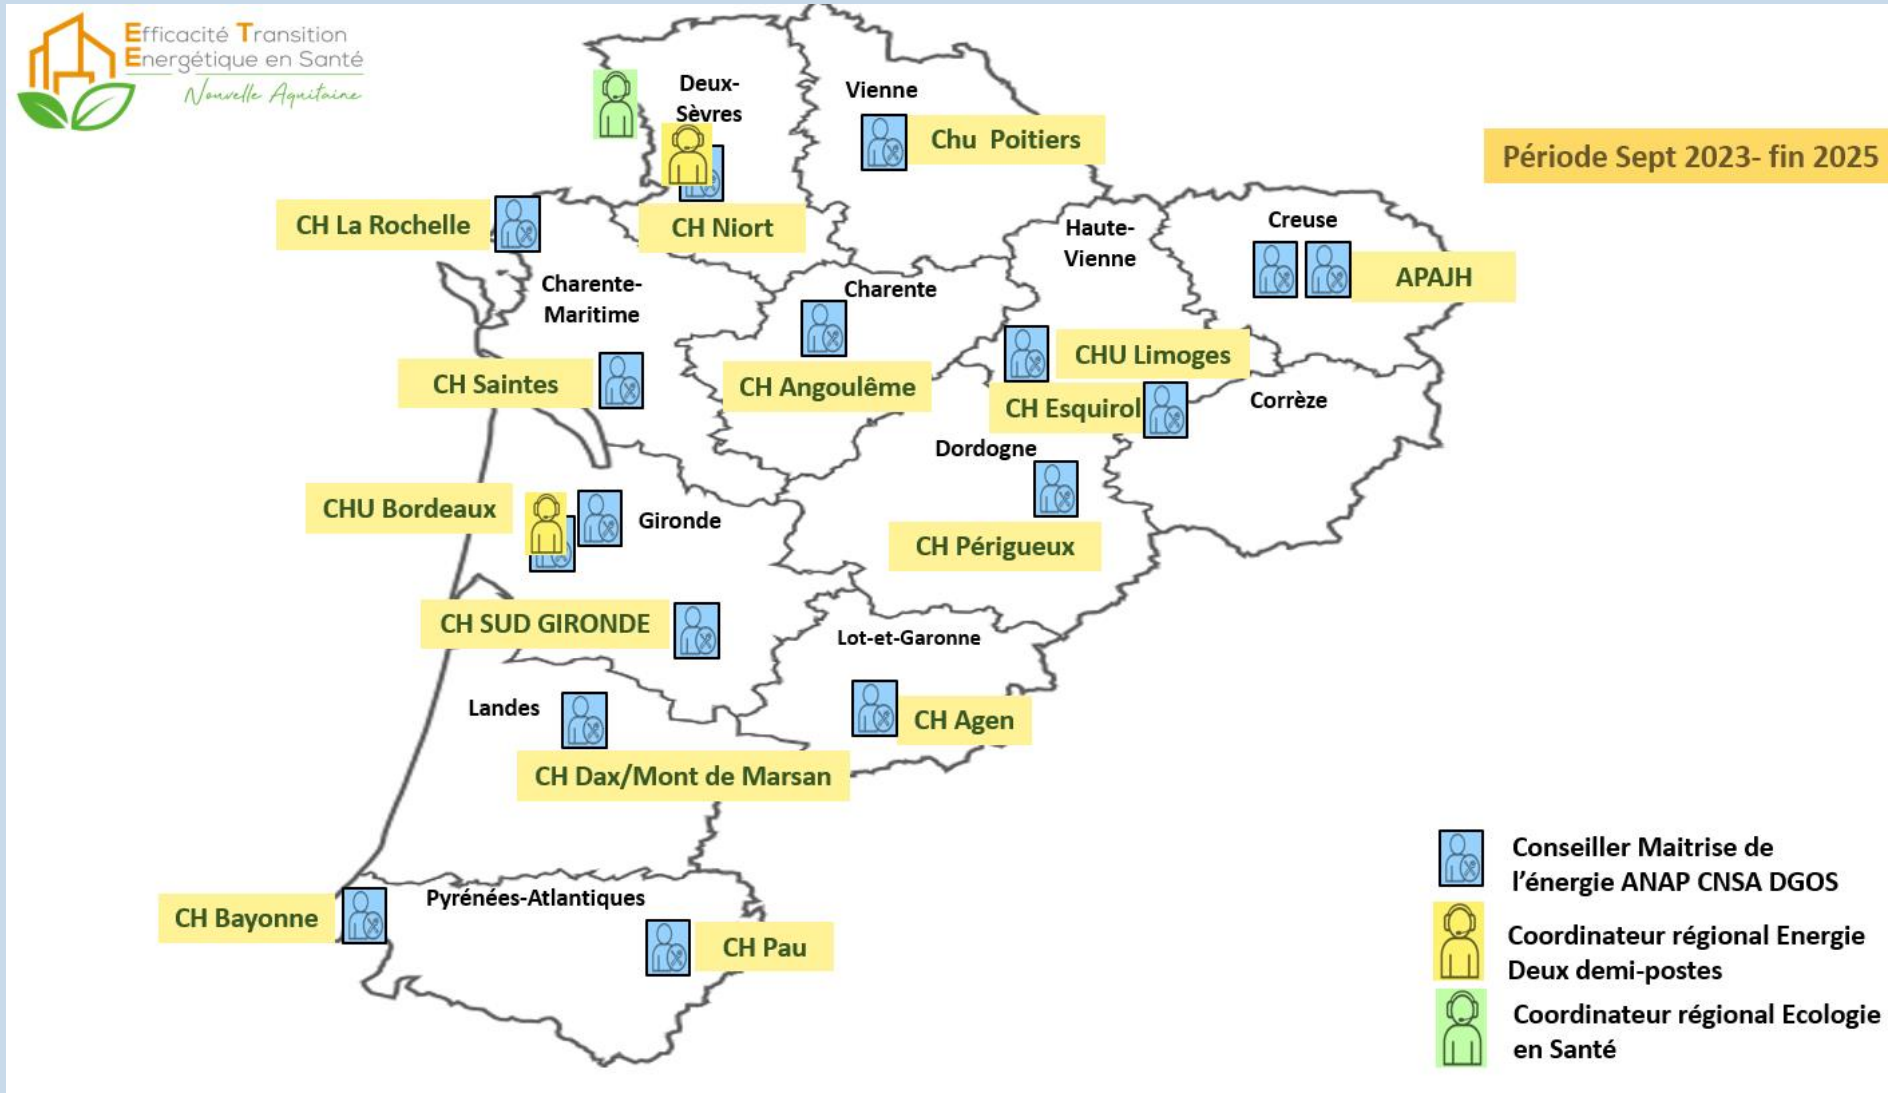 Efficacité Transition
Energétique en Santé
Nouvelle Aquitaine
Période Sept 2023- fin 2025
Deux-
Sèvres
Vienne
Chu  Poitiers
CH La Rochelle
CH Niort
Haute-
Vienne
Creuse
APAJH
Charente-
Maritime
Charente
CHU Limoges
CH Saintes
CH Angoulême
CH Esquirol
Corrèze
Dordogne
CHU Bordeaux
Gironde
CH Périgueux
CH SUD GIRONDE
Lot-et-Garonne
Landes
CH Agen
CH Dax/Mont de Marsan
CH Bayonne
Pyrénées-Atlantiques
CH Pau
Conseiller Maitrise de
l’énergie ANAP CNSA DGOS
Coordinateur régional Energie
Deux demi-postes
Coordinateur régional Ecologie
en Santé